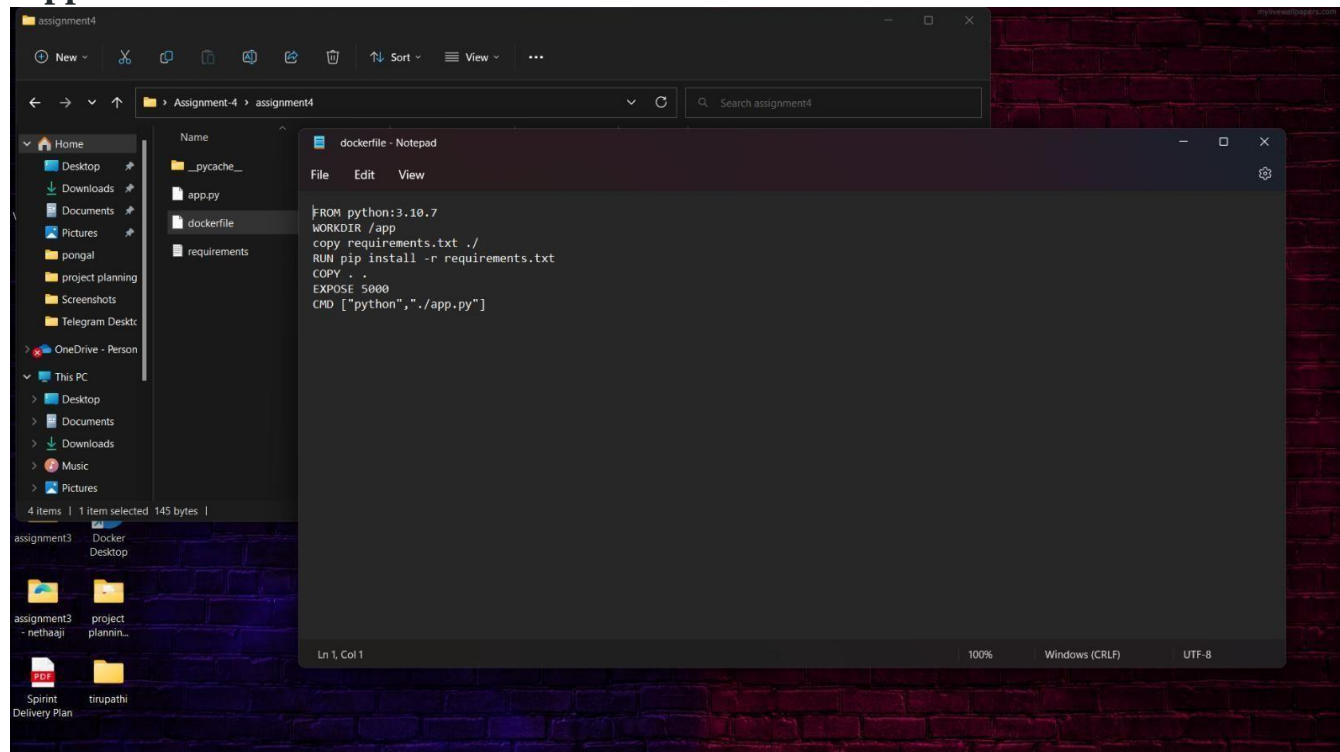 mylivewallpapers.com
assignment4
New
Sort
View
Assignment-4 > assignment4
Search assignment4
Home
Desktop
Downloads
Documents
Pictures
pongal
project planning
Screenshots
Telegram Deskto
OneDrive - Person
This PC
Desktop
Documents
Downloads
Music
Pictures
Name
__pycache__
app.py
dockerfile
requirements
4 items | 1 item selected 145 bytes |
dockerfile - Notepad
File Edit View
FROM python:3.10.7
WORKDIR /app
copy requirements.txt ./
RUN pip install -r requirements.txt
COPY . .
EXPOSE 5000
CMD ["python","./app.py"]
Ln 1, Col 1
100%
Windows (CRLF)
UTF-8
assignment3
Docker
Desktop
assignment3
- nethaaji
project
plannin...
PDF
Spirint
Delivery Plan
tirupathi